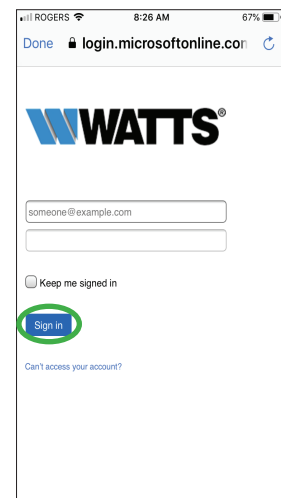 ROGERS 8:26 AM 67%
Done login.microsoftonline.con
WATTS®
someone@example.com
Keep me signed in
Sign in
Can't access your account?